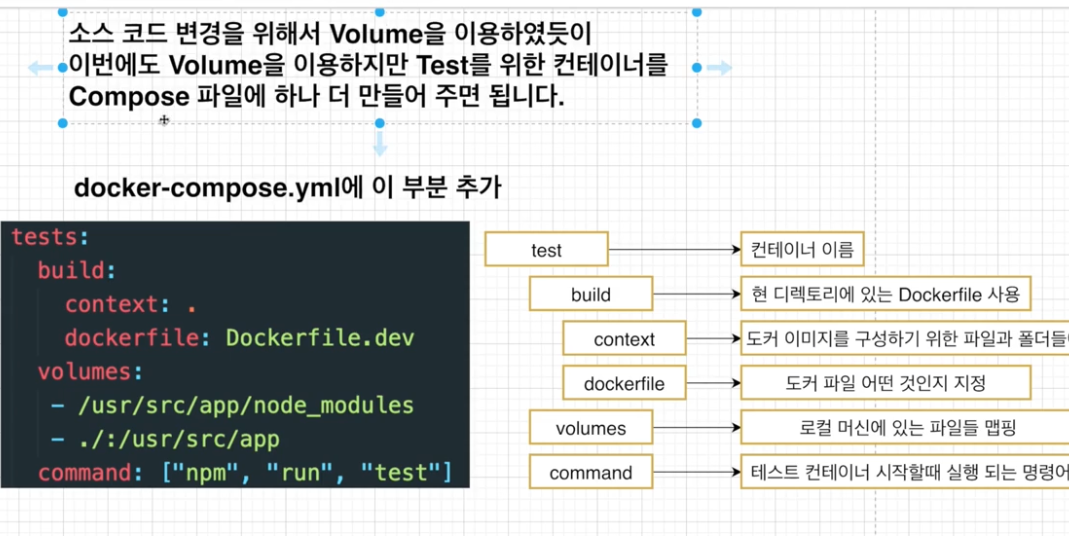 소스 코드 변경을 위해서 Volume을 이용하였듯이
이번에도 Volume을 이용하지만 Test를 위한 컨테이너를
Compose 파일에 하나 더 만들어 주면 됩니다.
docker-compose.yml에 이 부분 추가
tests:
build:
context: .
dockerfile: Dockerfile.dev
volumes:
- /usr/src/app/node_modules
- ./:/usr/src/app
command: ["npm", "run", "test"]
test 컨테이너 이름
build 현 디렉토리에 있는 Dockerfile 사용
context 도커 이미지를 구성하기 위한 파일과 폴더들
dockerfile 도커 파일 어떤 것인지 지정
volumes 로컬 머신에 있는 파일들 맵핑
command 테스트 컨테이너 시작할때 실행 되는 명령어